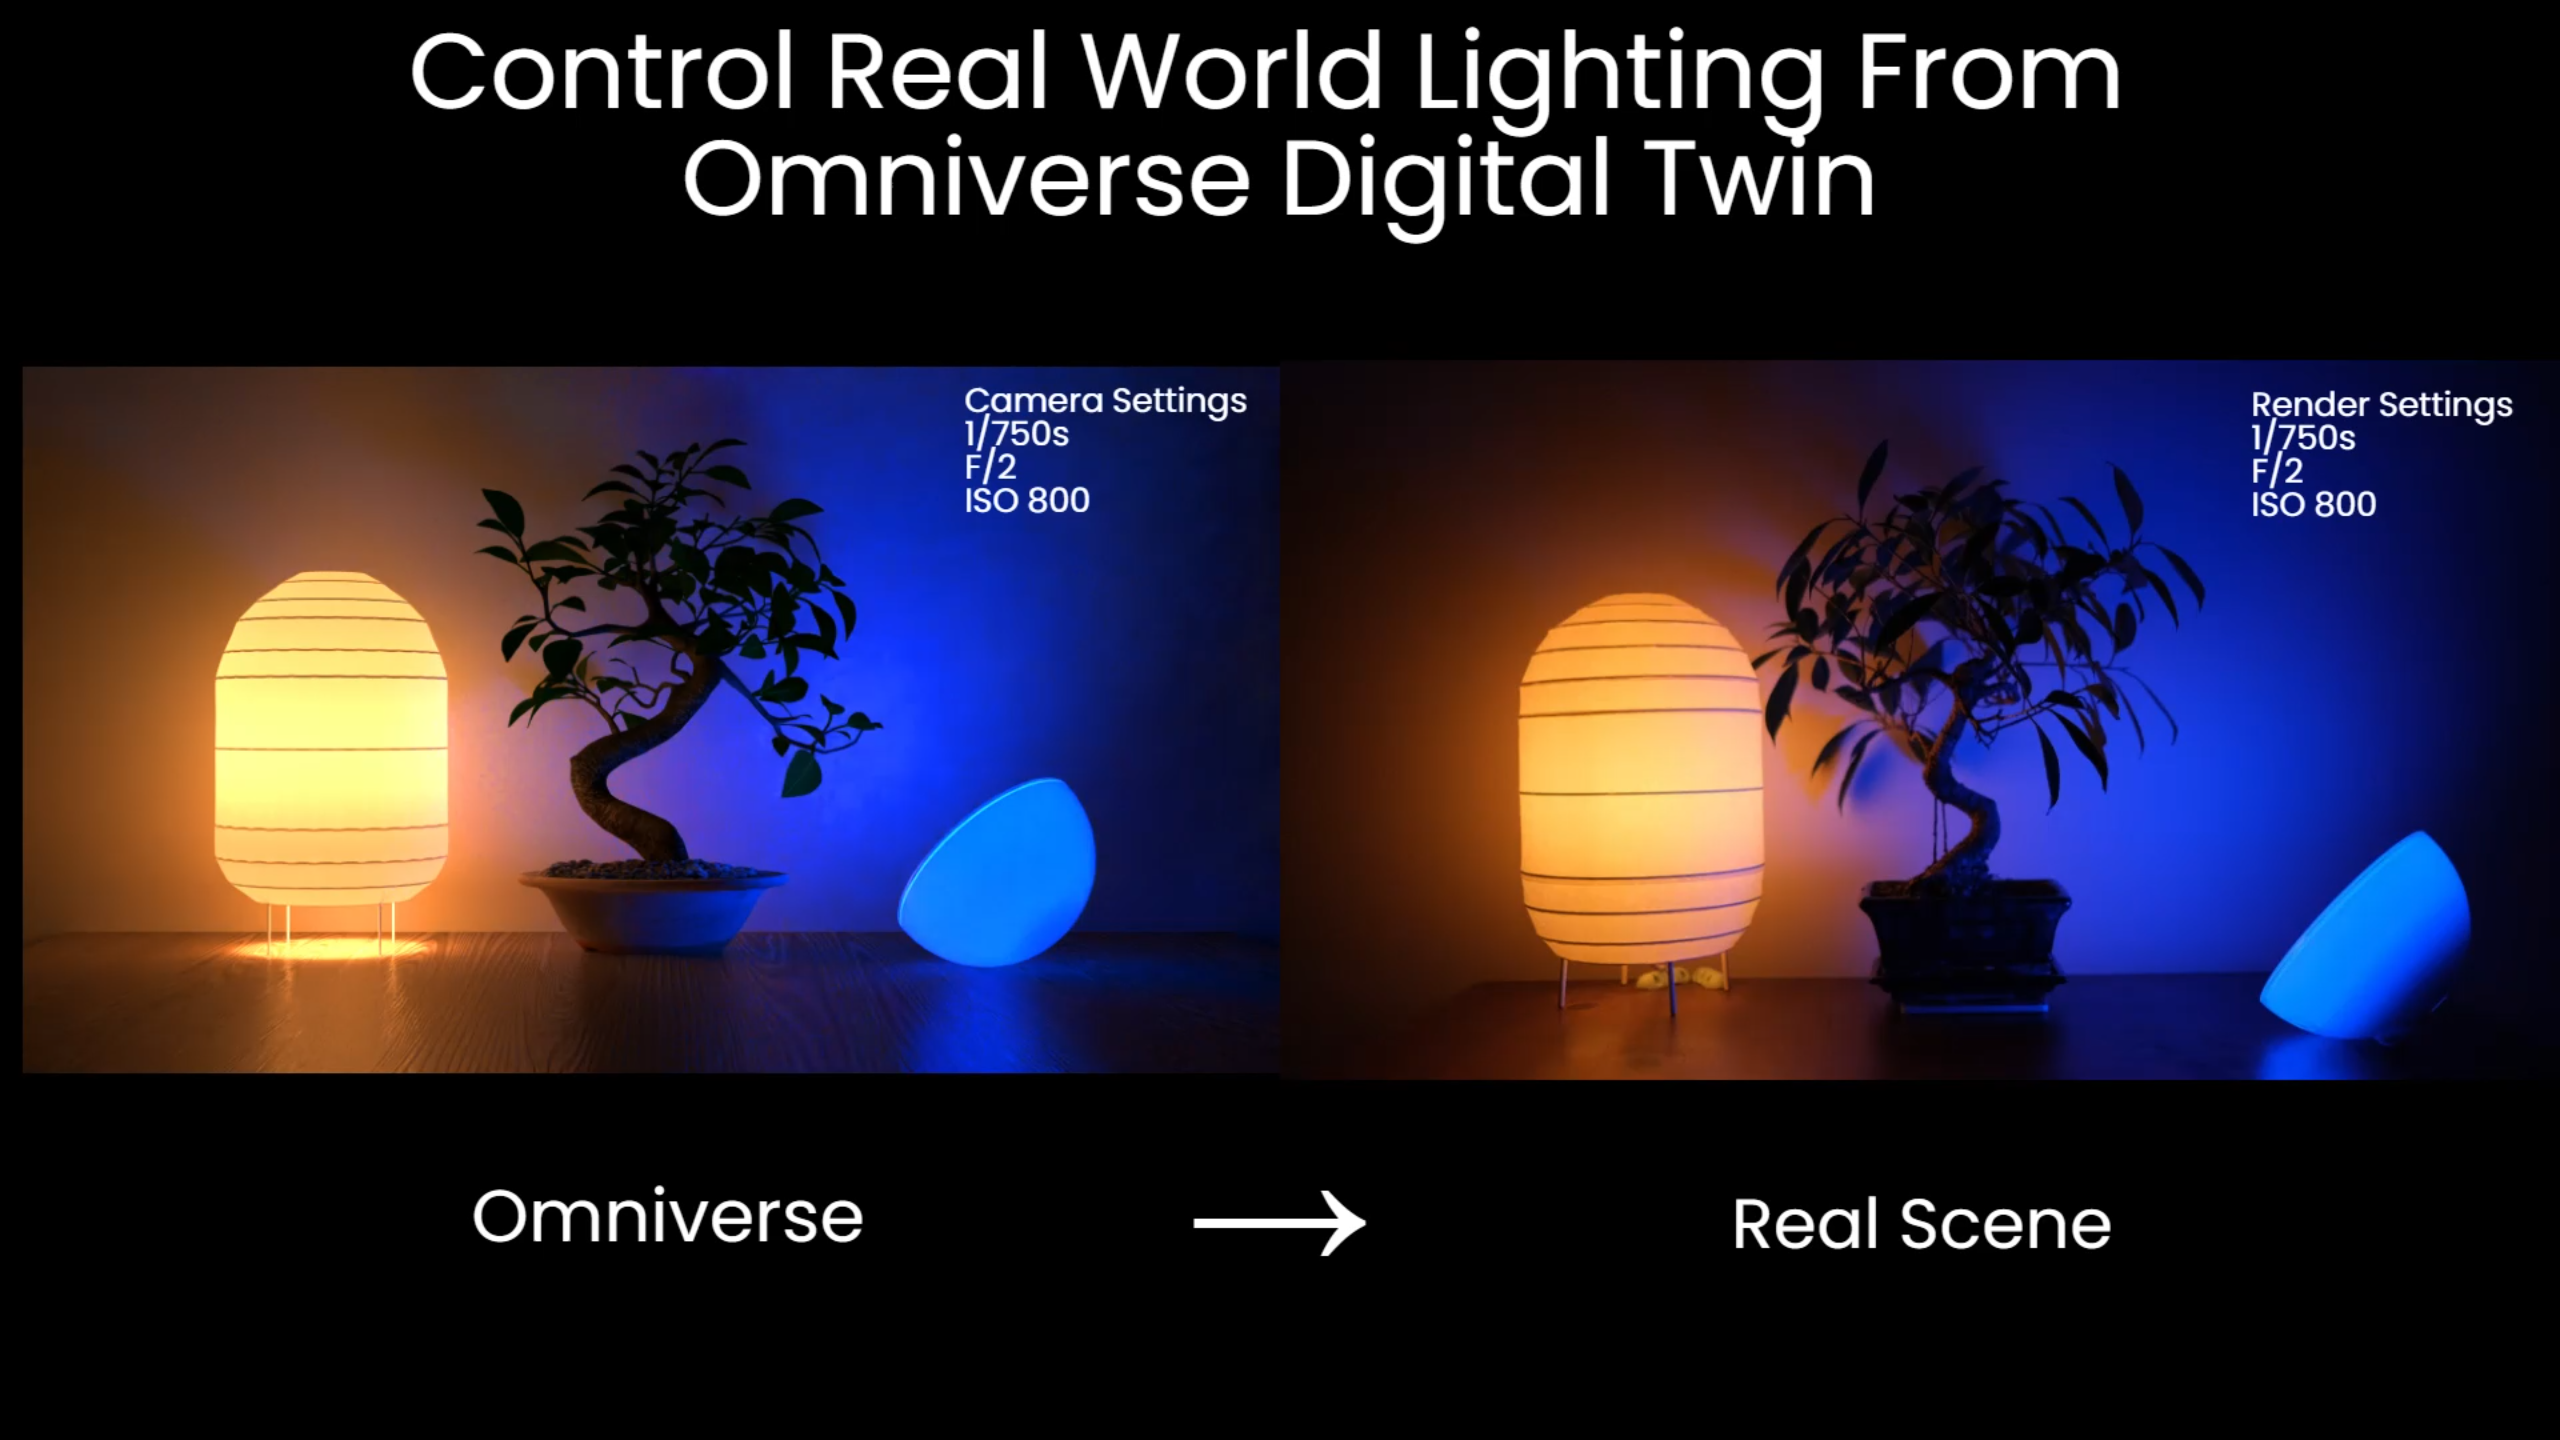 Control Real World Lighting From
Omniverse Digital Twin
Camera Settings
1/750s
F/2
ISO 800
Render Settings
1/750s
F/2
ISO 800
Omniverse
→
Real Scene